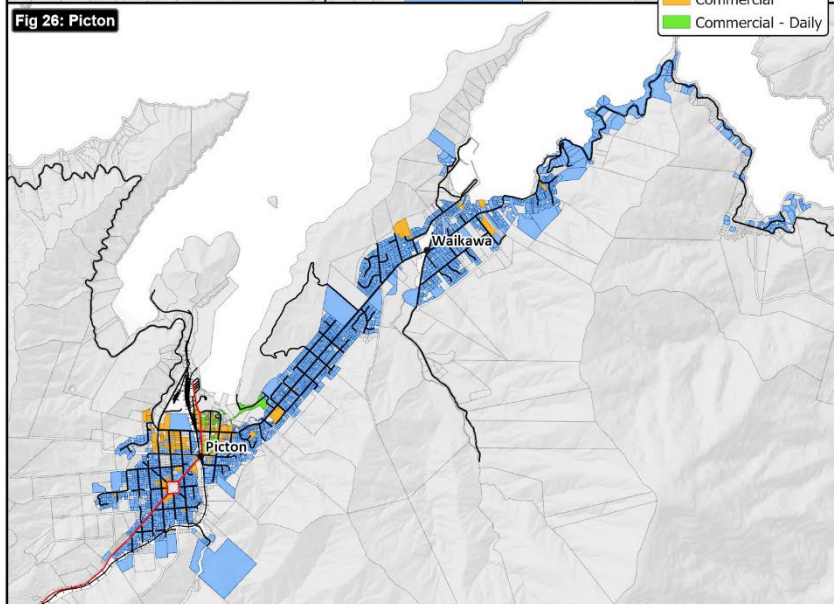 Commercial
Commercial - Daily
Fig 26: Picton
Waikawa
Picton